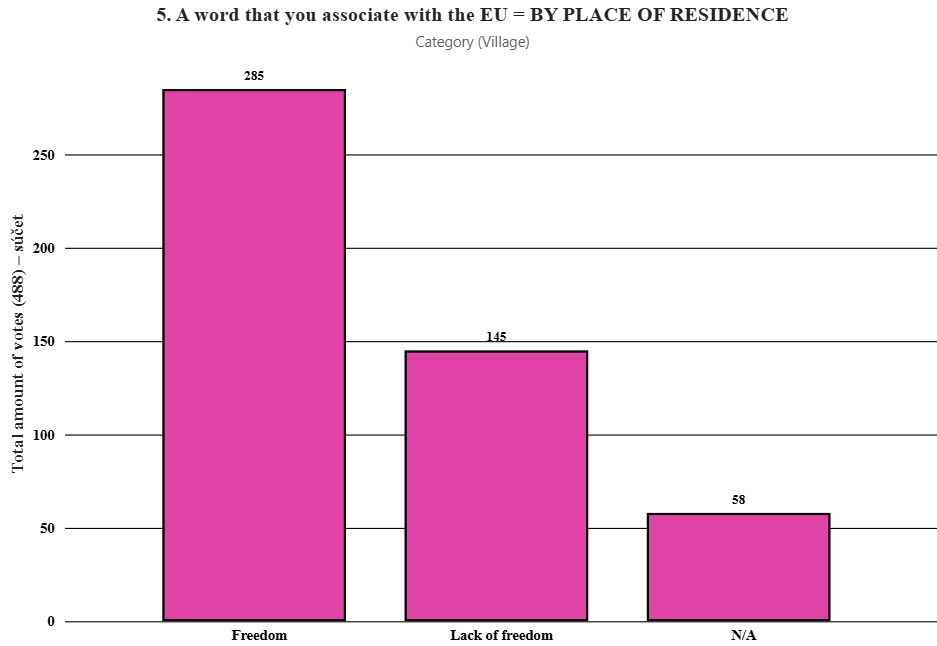 5. A word that you associate with the EU = BY PLACE OF RESIDENCE
Category (Village)
Total amount of votes (488) – súčet
285
250
200
150
145
100
58
50
0
Freedom
Lack of freedom
N/A